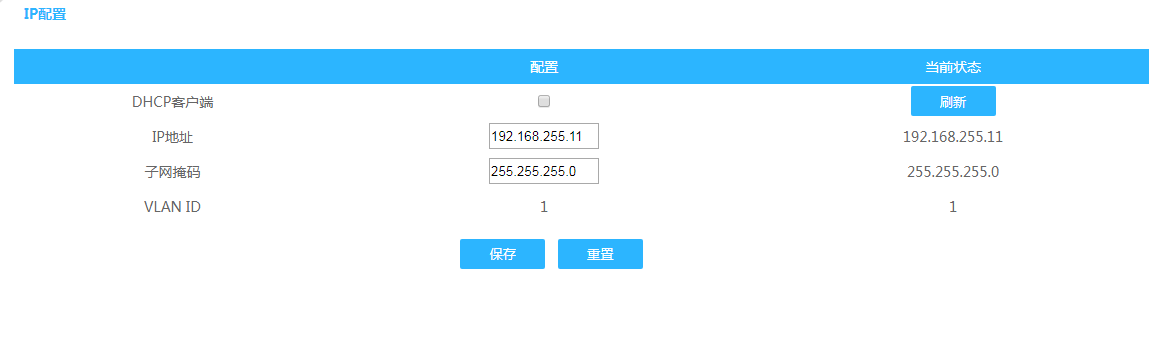 IP配置
配置 当前状态
DHCP客户端 刷新
IP地址 192.168.255.11 192.168.255.11
子网掩码 255.255.255.0 255.255.255.0
VLAN ID 1 1
保存 重置